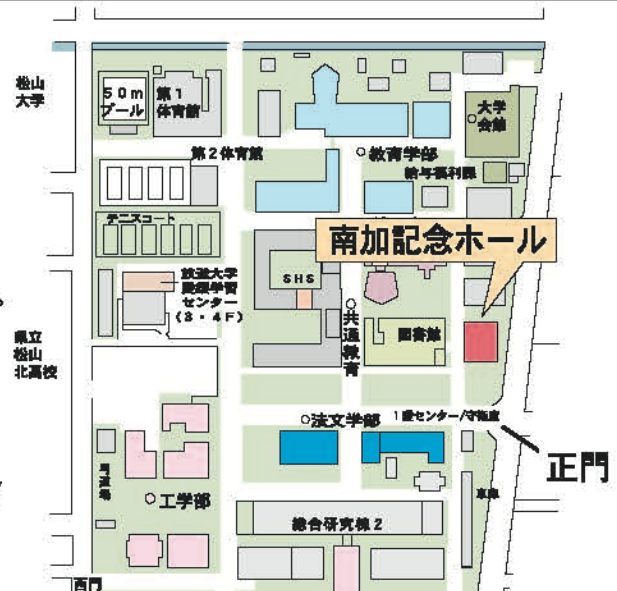 松山
大学
50m
プール
第1
体育館
大学
会館
第2体育館
教育学部
給与福利課
テニスコート
南加記念ホール
放送大学
愛媛学習
センター
(3・4F)
SHS
共通教育
図書館
県立
松山
北高校
法文学部
正門
工学部
車庫
総合研究棟2
西門